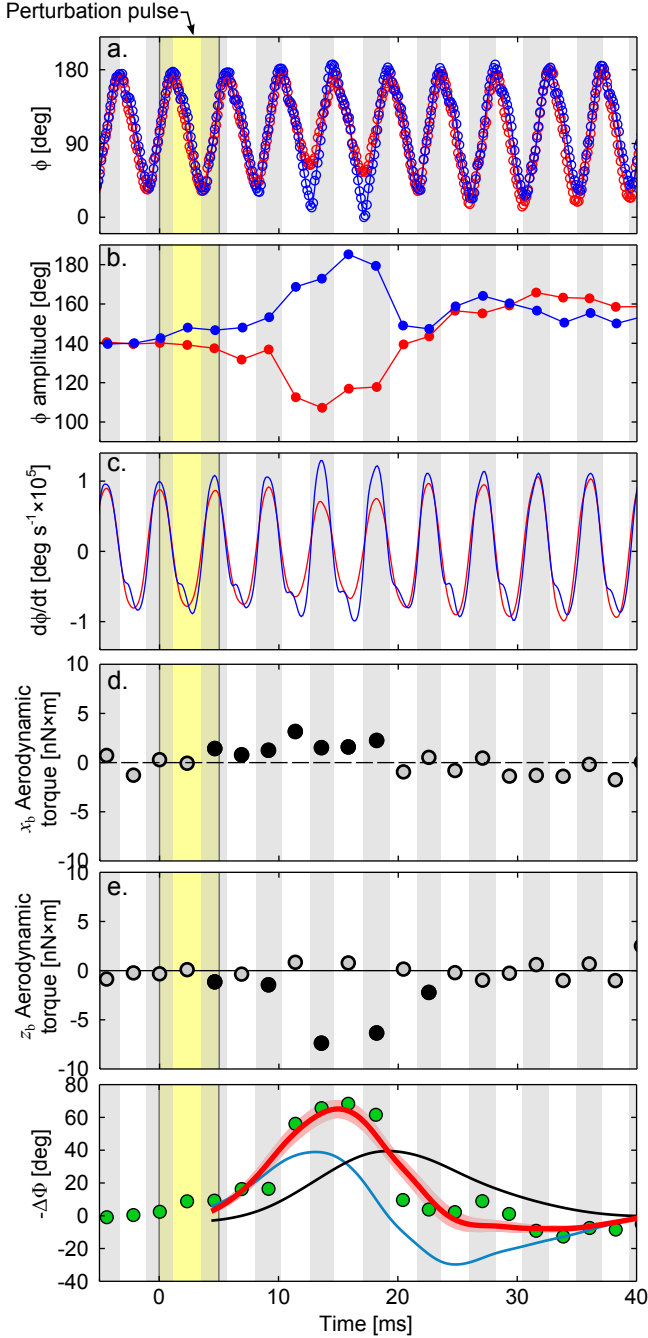 Perturbation pulse
a.
180
90
0
ϕ [deg]
b.
180
160
140
120
100
ϕ amplitude [deg]
c.
1
0
-1
dϕ/dt [deg s⁻¹×10⁵]
d.
10
5
0
-5
-10
x_b Aerodynamic
torque [nN×m]
e.
10
5
0
-5
-10
z_b Aerodynamic
torque [nN×m]
80
60
40
20
0
-20
-40
-ΔΦ [deg]
0 10 20 30 40
Time [ms]